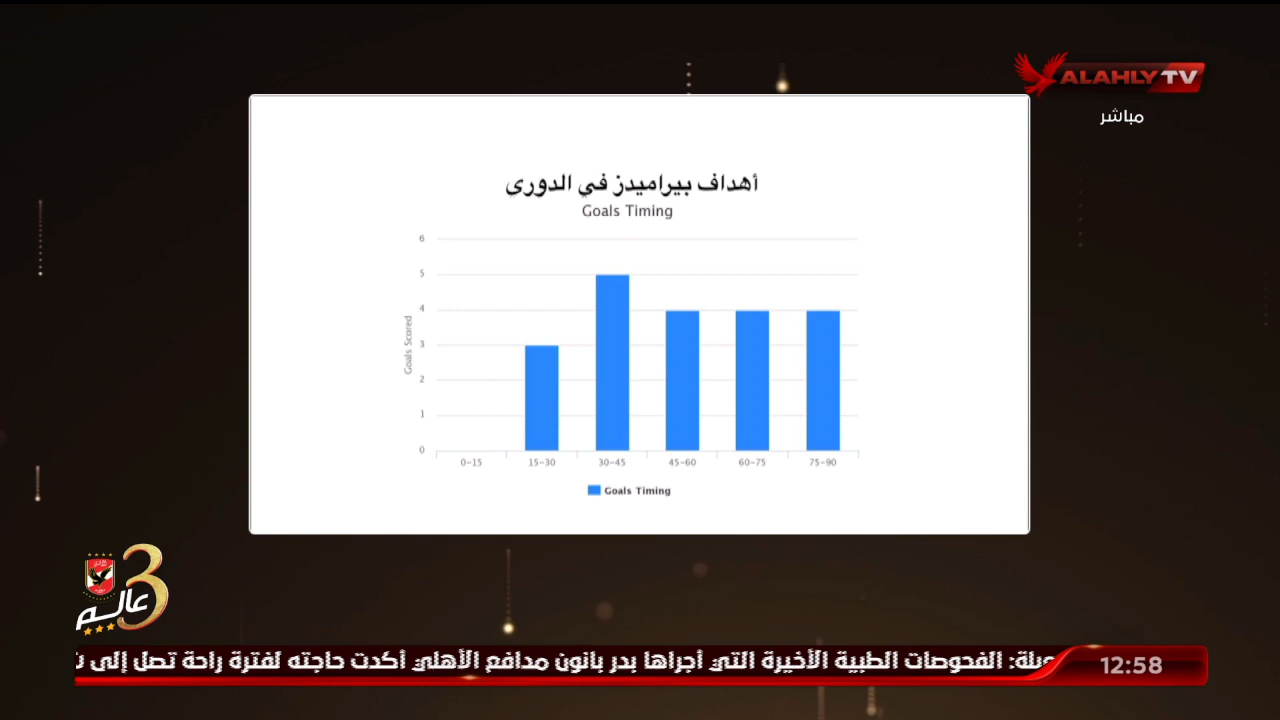 ALAHLY TV
مباشر
أهداف بيراميدز في الدوري
Goals Timing
Goals Scored
6
5
4
3
2
1
0
0-15 15-30 30-45 45-60 60-75 75-90
Goals Timing
3
عالم
الفحوصات الطبية الأخيرة التي أجراها بدر بانون مدافع الأهلي أكدت حاجته لفترة راحة تصل إلى
12:58